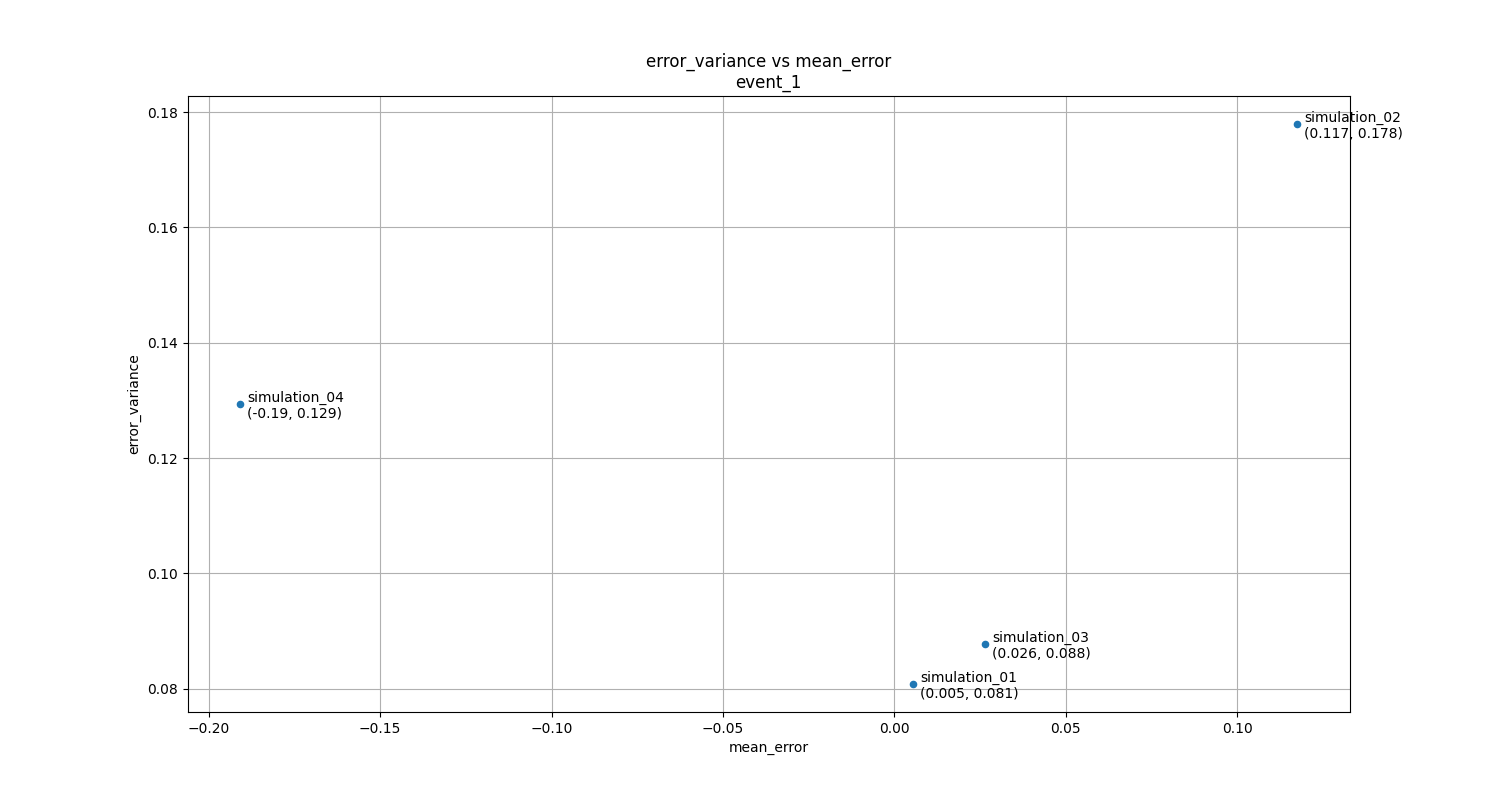 error_variance vs mean_error
event_1
0.18
0.16
0.14
0.12
0.10
0.08
error_variance
simulation_02
(0.117, 0.178)
simulation_04
(-0.19, 0.129)
simulation_03
(0.026, 0.088)
simulation_01
(0.005, 0.081)
−0.20 −0.15 −0.10 −0.05 0.00 0.05 0.10
mean_error